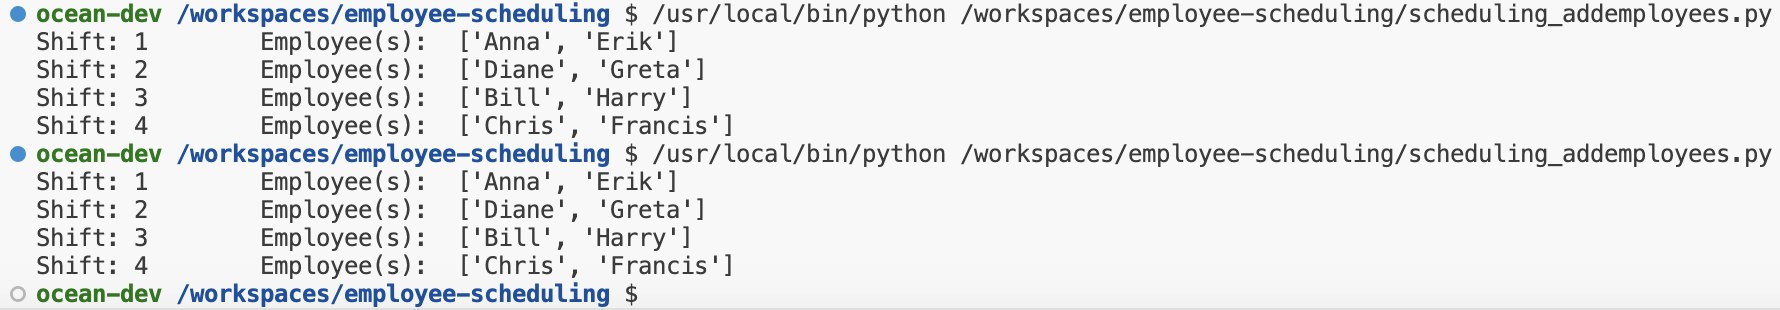 ocean-dev /workspaces/employee-scheduling $ /usr/local/bin/python /workspaces/employee-scheduling/scheduling_addemployees.py
Shift: 1        Employee(s):  ['Anna', 'Erik']
Shift: 2        Employee(s):  ['Diane', 'Greta']
Shift: 3        Employee(s):  ['Bill', 'Harry']
Shift: 4        Employee(s):  ['Chris', 'Francis']
ocean-dev /workspaces/employee-scheduling $ /usr/local/bin/python /workspaces/employee-scheduling/scheduling_addemployees.py
Shift: 1        Employee(s):  ['Anna', 'Erik']
Shift: 2        Employee(s):  ['Diane', 'Greta']
Shift: 3        Employee(s):  ['Bill', 'Harry']
Shift: 4        Employee(s):  ['Chris', 'Francis']
ocean-dev /workspaces/employee-scheduling $